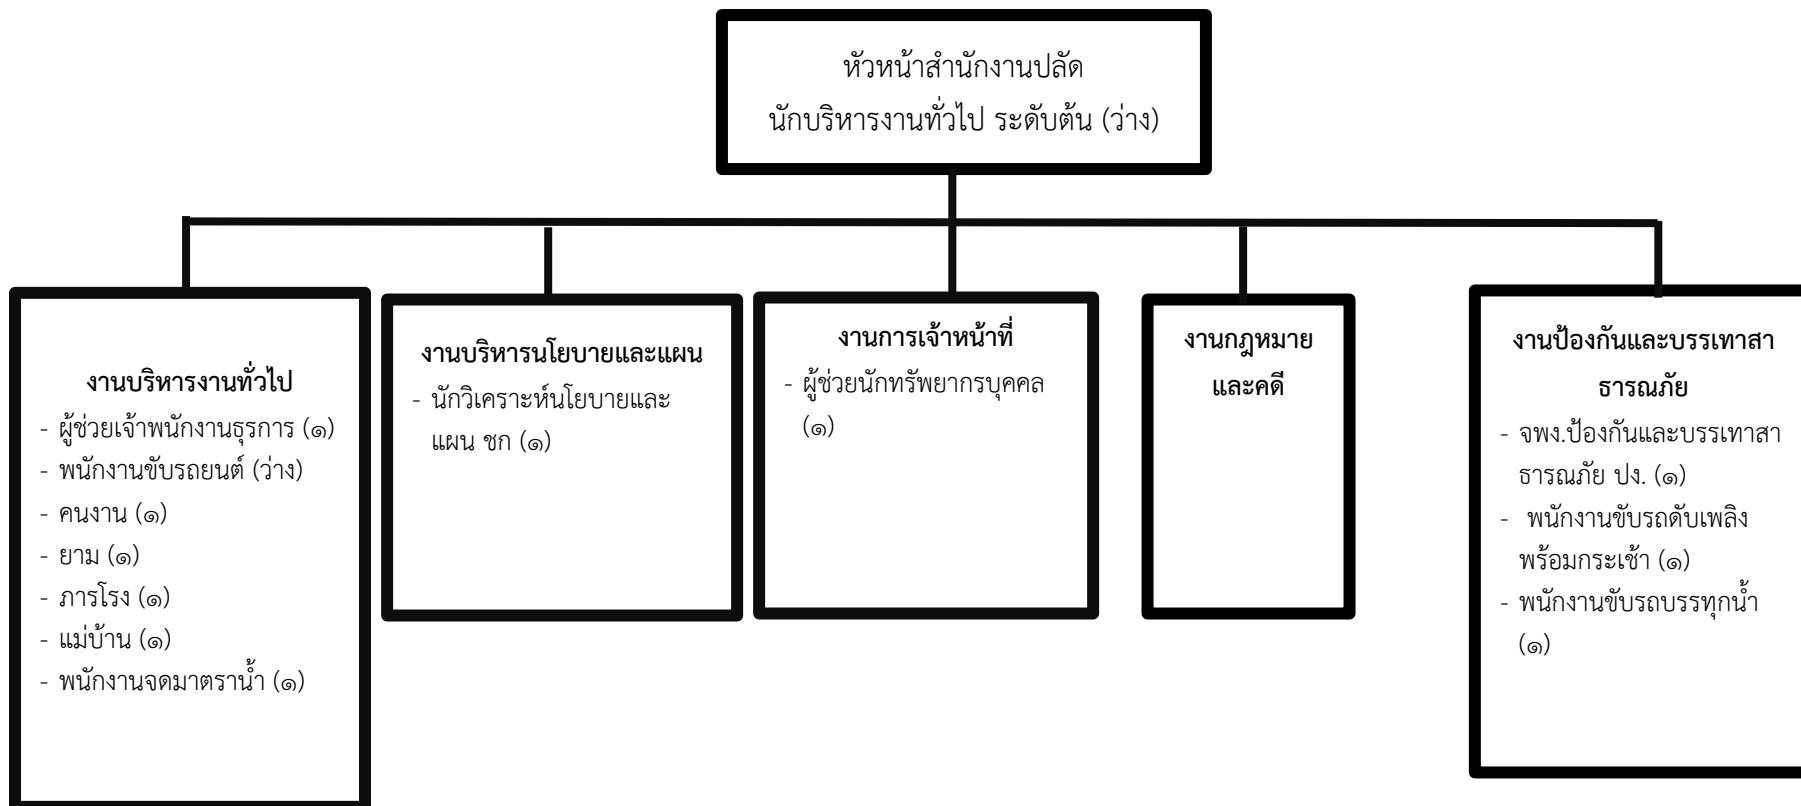 หัวหน้าสำนักงานปลัด
นักบริหารงานทั่วไป ระดับต้น (ว่าง)
งานบริหารงานทั่วไป
- ผู้ช่วยเจ้าพนักงานธุรการ (๑)
- พนักงานขับรถยนต์ (ว่าง)
- คนงาน (๑)
- ยาม (๑)
- ภารโรง (๑)
- แม่บ้าน (๑)
- พนักงานจดมาตราน้ำ (๑)
งานบริหารนโยบายและแผน
- นักวิเคราะห์นโยบายและ
แผน ชก (๑)
งานการเจ้าหน้าที่
- ผู้ช่วยนักทรัพยากรบุคคล
(๑)
งานกฎหมาย
และคดี
งานป้องกันและบรรเทาสา
ธารณภัย
- จพง.ป้องกันและบรรเทาสา
ธารณภัย ปง. (๑)
- พนักงานขับรถดับเพลิง
พร้อมกระเช้า (๑)
- พนักงานขับรถบรรทุกน้ำ
(๑)